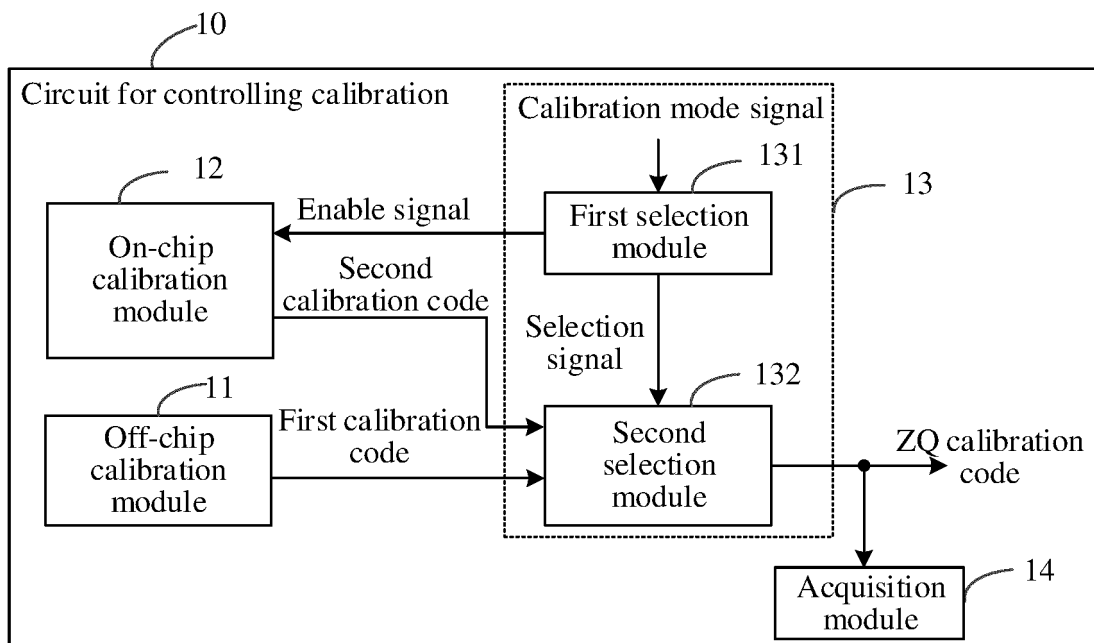 10
Circuit for controlling calibration
Calibration mode signal
12
131
13
Enable signal
First selection
module
On-chip
calibration
module
Second
calibration code
Selection
signal
11
132
Off-chip
calibration
module
First calibration
code
Second
selection
module
ZQ calibration
code
14
Acquisition
module